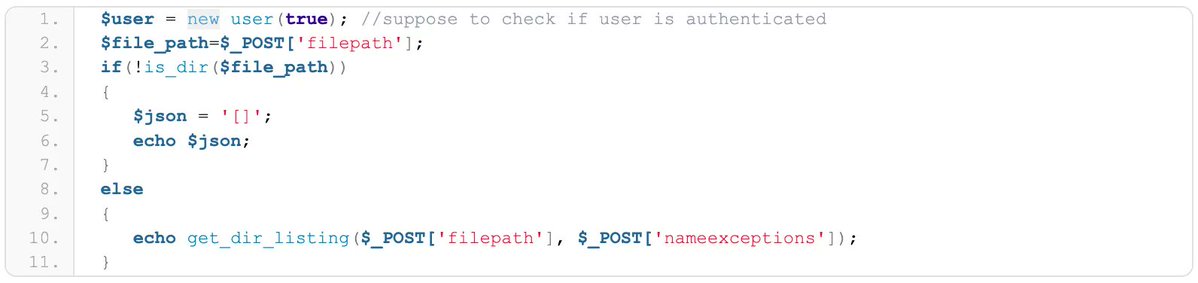 1. $user = new user(true); //suppose to check if user is authenticated
2. $file_path=$_POST['filepath'];
3. if(!is_dir($file_path))
4. {
5. $json = '[]';
6. echo $json;
7. }
8. else
9. {
10. echo get_dir_listing($_POST['filepath'], $_POST['nameexceptions']);
11. }